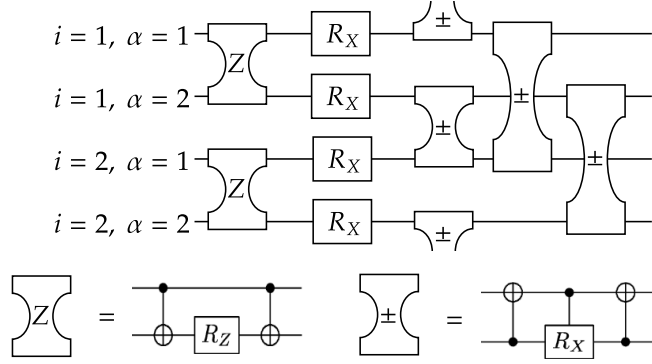 ±
i = 1, α = 1
Z
R_X
i = 1, α = 2
R_X
±
±
i = 2, α = 1
Z
R_X
±
i = 2, α = 2
R_X
±
Z = R_Z
± = R_X